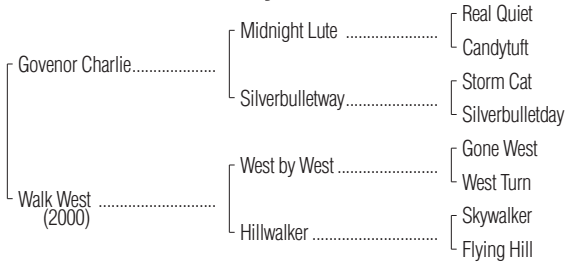 Real Quiet
Midnight Lute .....................
Candytuft
Govenor Charlie...................
Storm Cat
Silverbulletway.....................
Silverbulletday
Gone West
West by West .......................
West Turn
Walk West ..........................
(2000)
Skywalker
Hillwalker .............................
Flying Hill